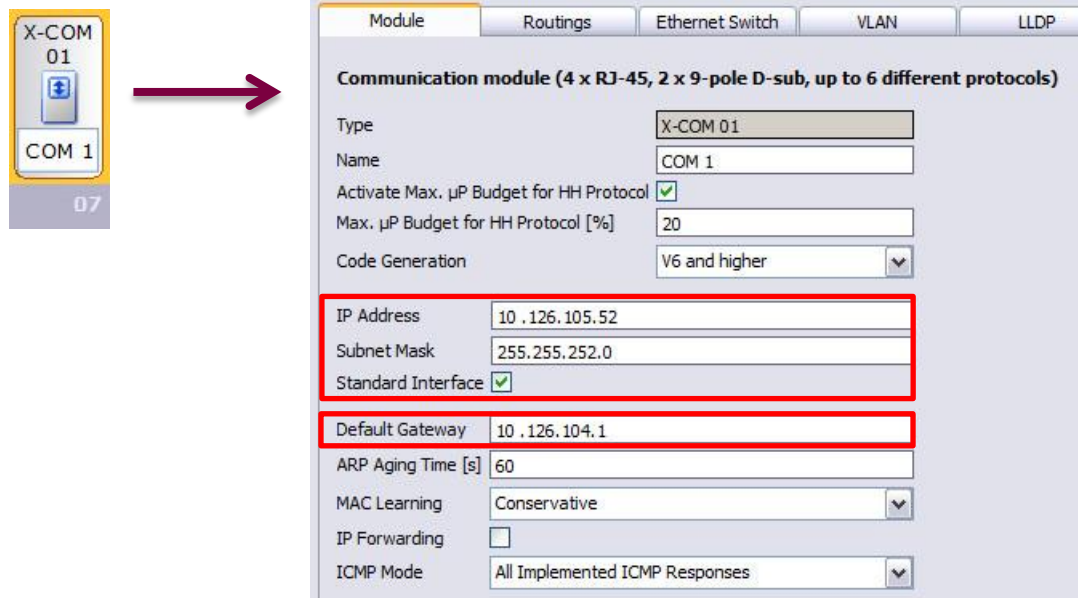 X-COM
01
COM 1
07
Module Routings Ethernet Switch VLAN LLDP
Communication module (4 x RJ-45, 2 x 9-pole D-sub, up to 6 different protocols)
Type X-COM 01
Name COM 1
Activate Max. µP Budget for HH Protocol
Max. µP Budget for HH Protocol [%] 20
Code Generation V6 and higher
IP Address 10 .126.105.52
Subnet Mask 255.255.252.0
Standard Interface
Default Gateway 10 .126.104.1
ARP Aging Time [s] 60
MAC Learning Conservative
IP Forwarding
ICMP Mode All Implemented ICMP Responses